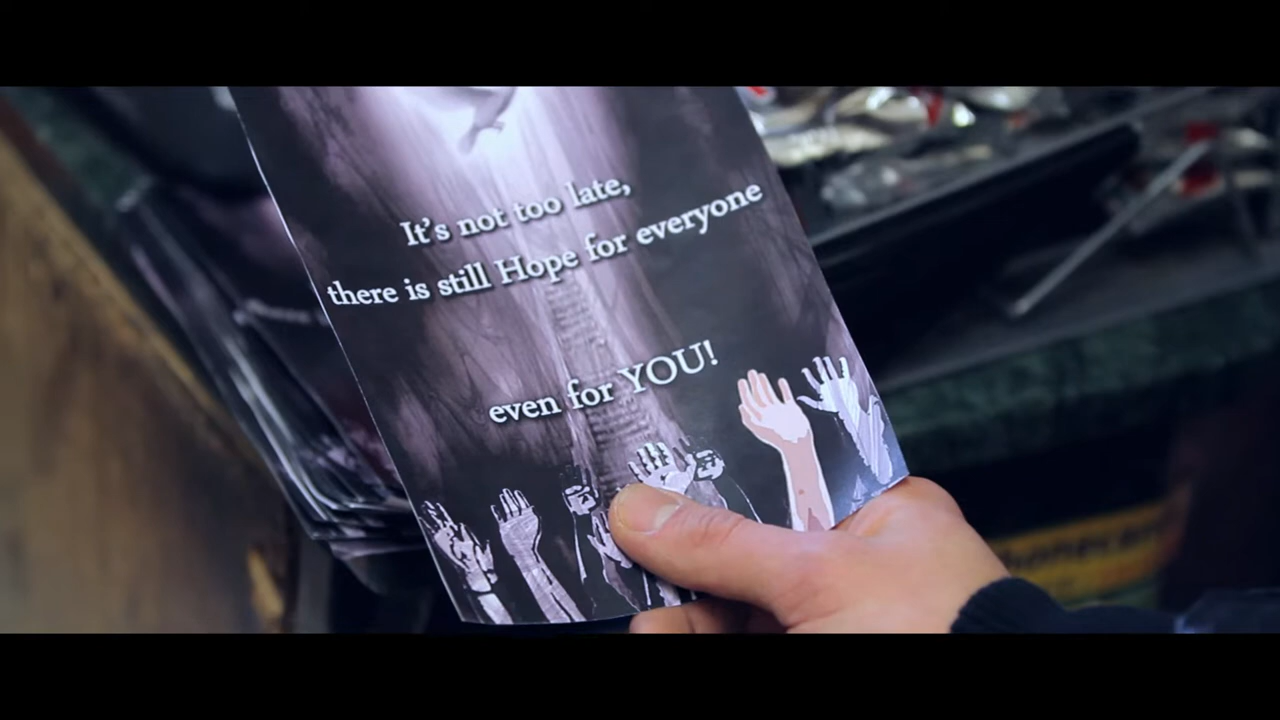 It's not too late,
there is still Hope for everyone
even for YOU!